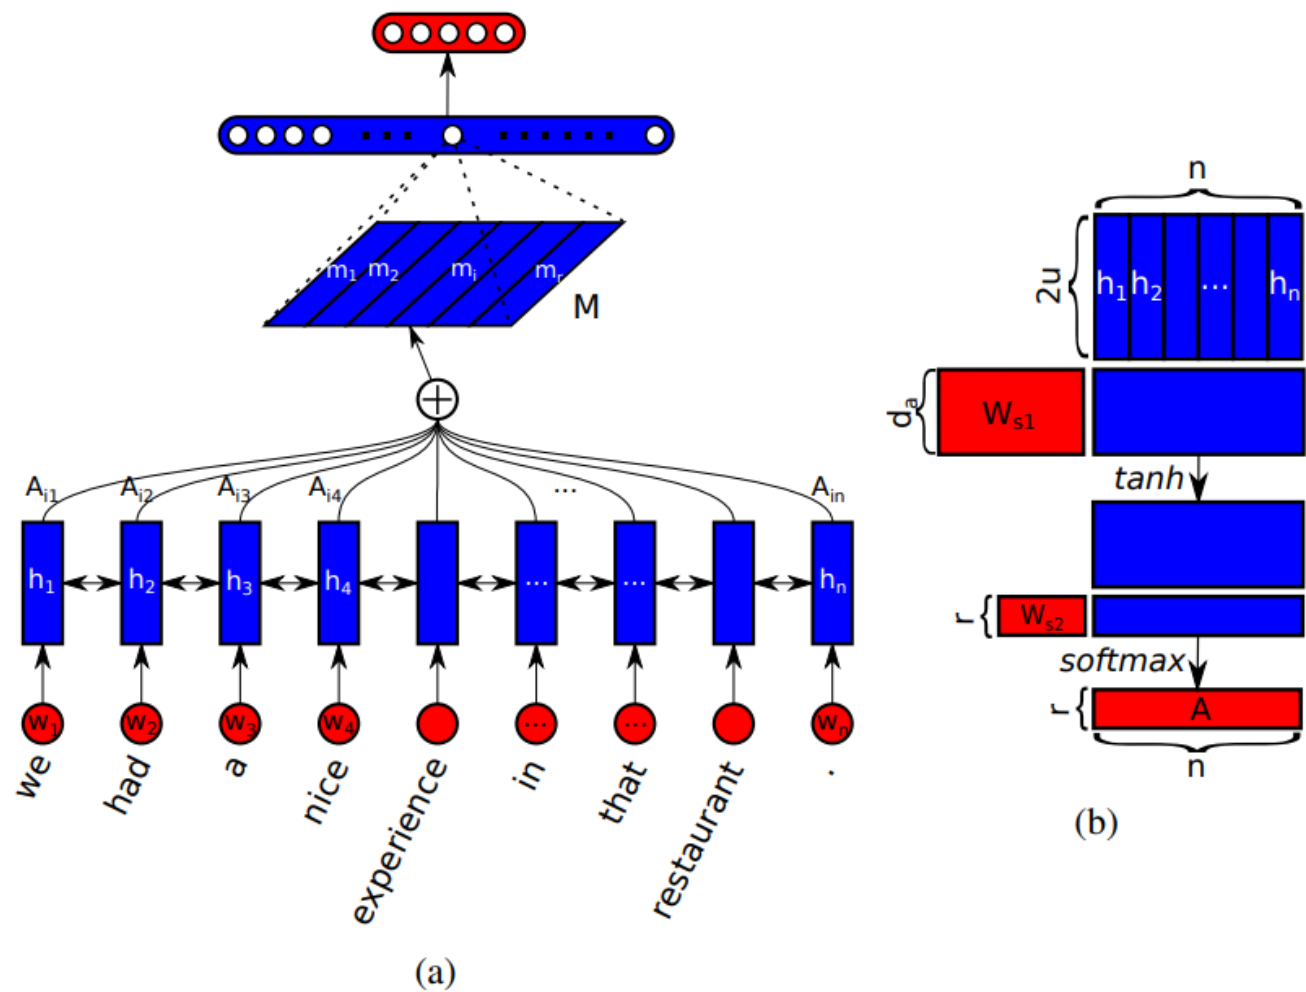 m₁ m₂ mᵢ mᵣ
M
Aᵢ₁ Aᵢ₂ Aᵢ₃ Aᵢ₄ ... Aᵢₙ
h₁ h₂ h₃ h₄ ... ... hₙ
w₁ w₂ w₃ w₄ ... ... wₙ
we had a nice experience in that restaurant .
(a)
n
2u
h₁ h₂ ... hₙ
dₐ
Wₛ₁
tanh
r
Wₛ₂
softmax
r
A
n
(b)